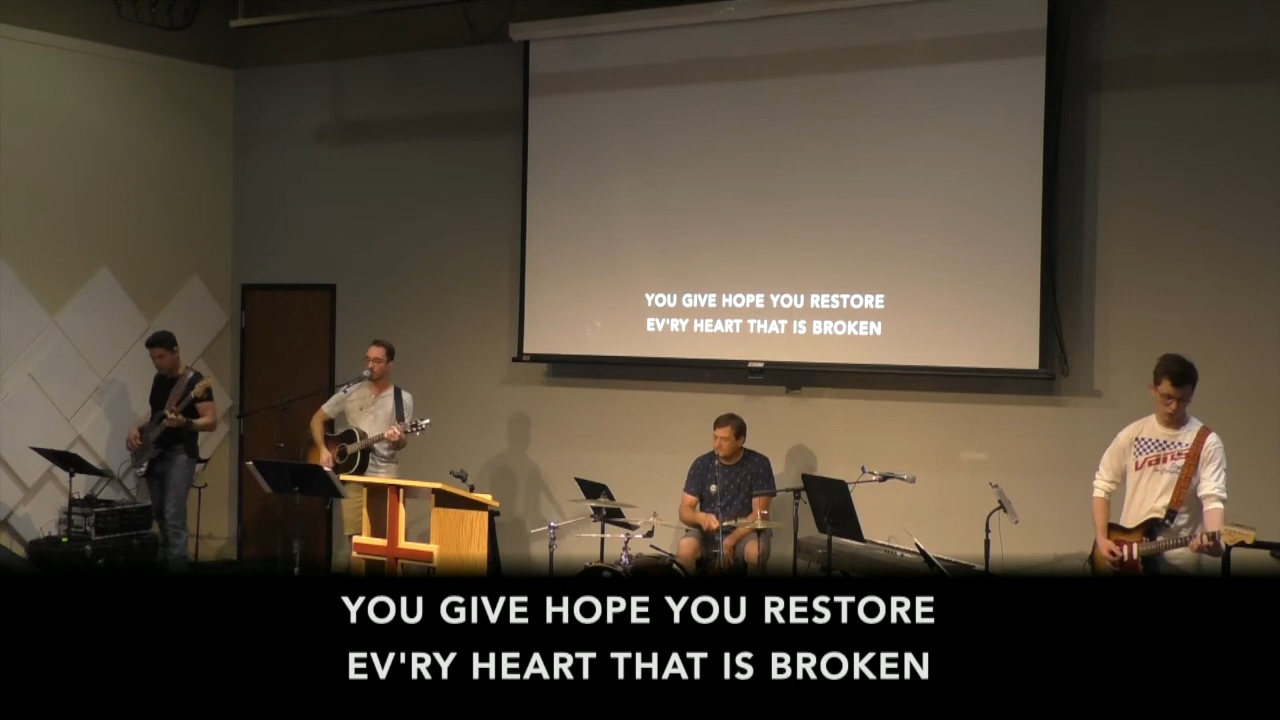 YOU GIVE HOPE YOU RESTORE
EV'RY HEART THAT IS BROKEN
VANS
YOU GIVE HOPE YOU RESTORE
EV'RY HEART THAT IS BROKEN